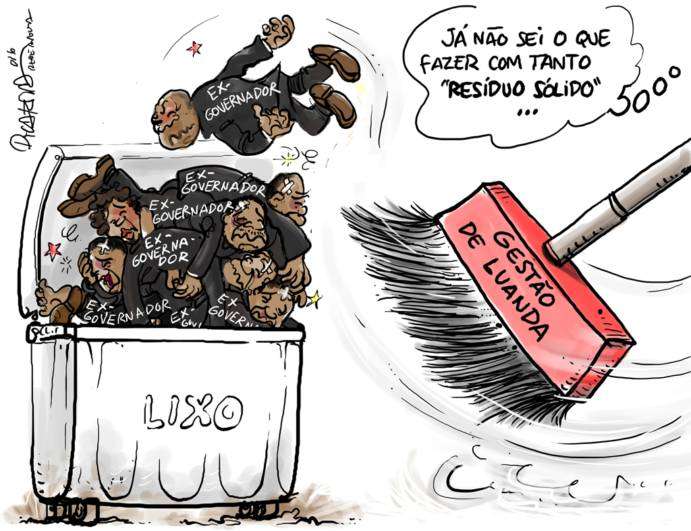 JÁ NÃO SEI O QUE
FAZER COM TANTO
"RESÍDUO SÓLIDO"
...
EX-
GOVERNADOR
EX-
GOVERNADOR
EX-
GOVERNADOR
EX-
GOVERNA-
DOR
EX-
GOVERNADOR
EX-
GOVERNADOR
EX-
LIXO
GESTÃO
DE LUANDA